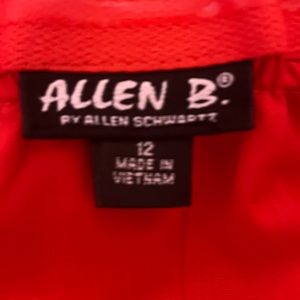 ALLEN B.®
BY ALLEN SCHWARTZ
12
MADE IN
VIETNAM